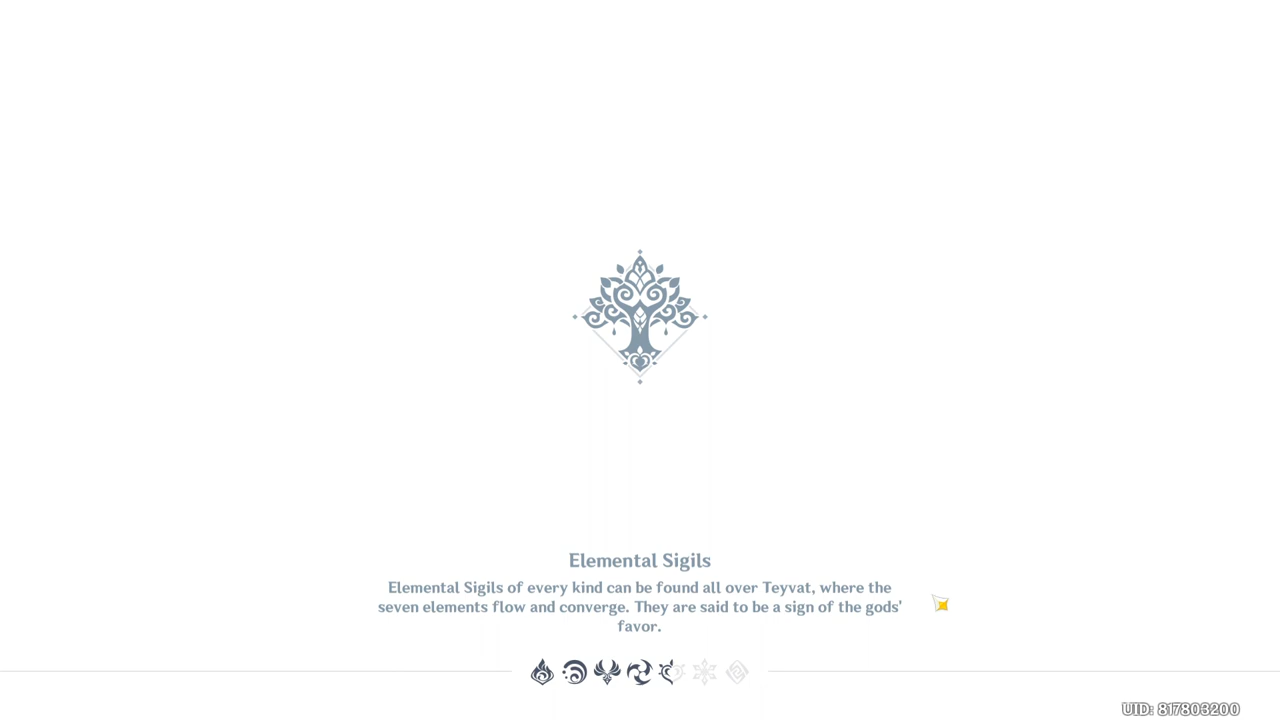 Elemental Sigils
Elemental Sigils of every kind can be found all over Teyvat, where the
seven elements flow and converge. They are said to be a sign of the gods'
favor.
UID: 817803200